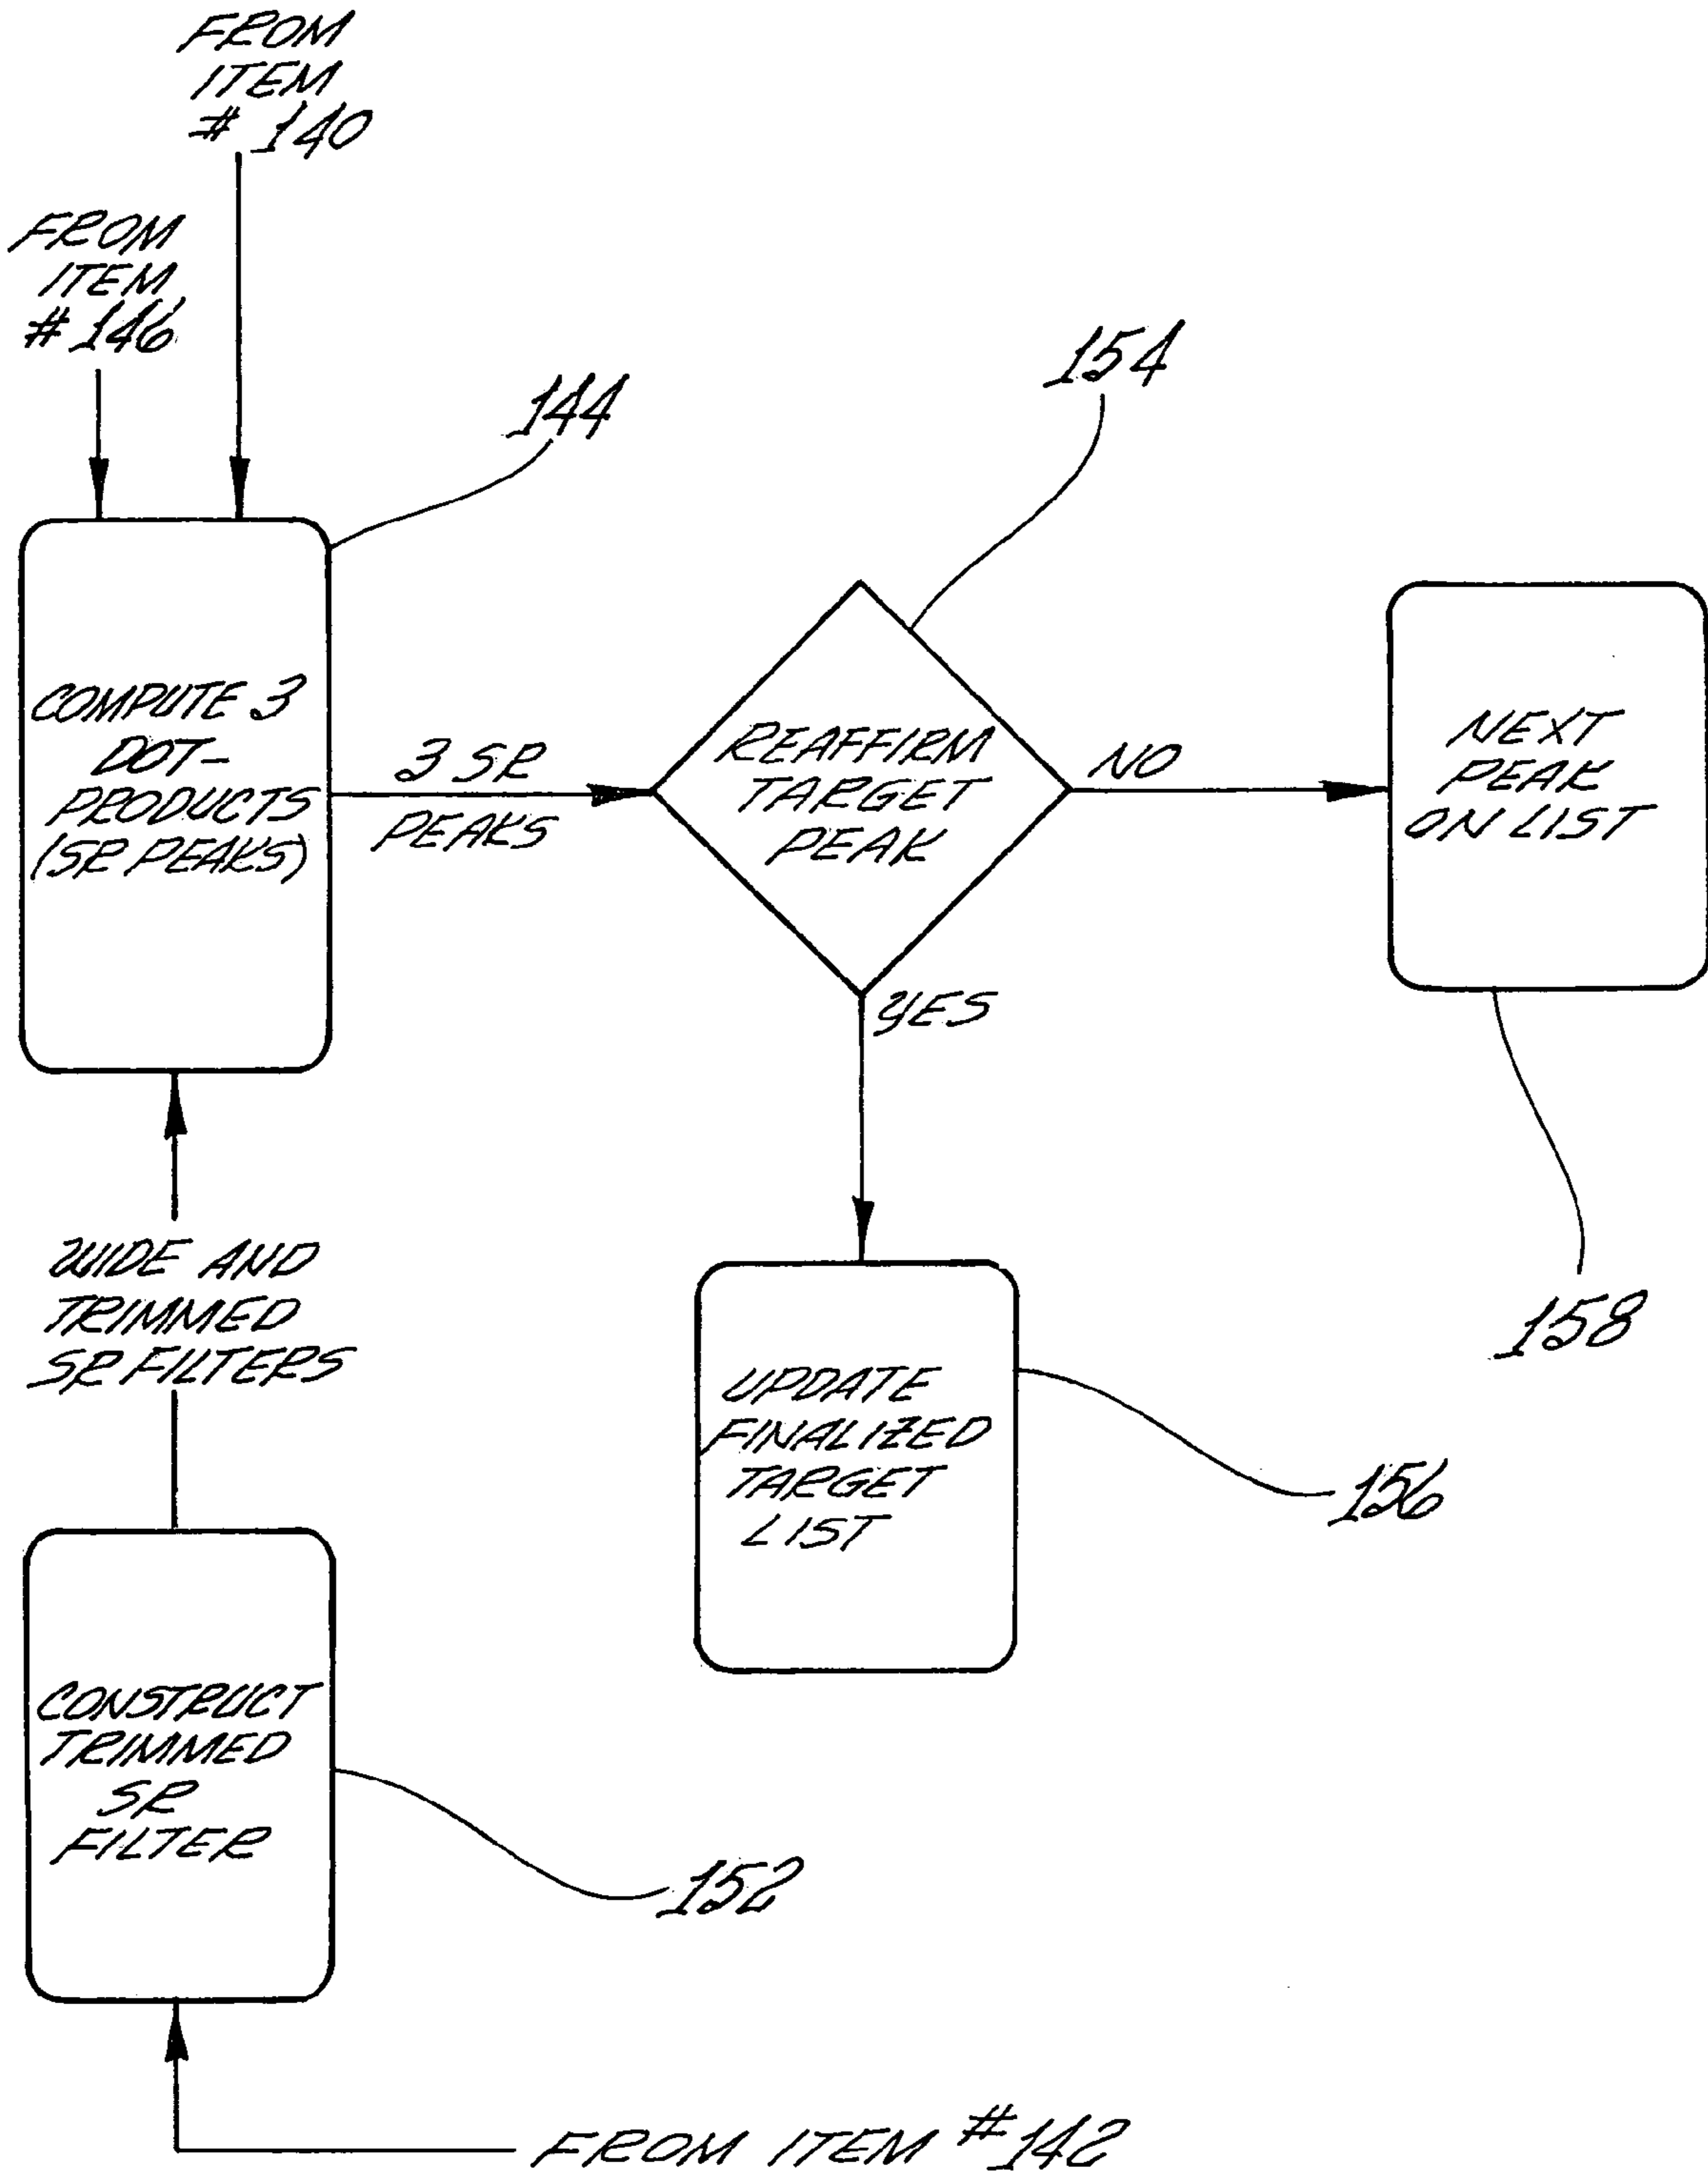 FROM
ITEM
# 140
FROM
ITEM
# 146
144
154
COMPUTE 3
DOT-
PRODUCTS
(SR PEAKS)
3 SR
PEAKS
REAFFIRM
TARGET
PEAK
NO
NEXT
PEAK
ON LIST
YES
WIDE AND
TRIMMED
SR FILTERS
158
UPDATE
FINALIZED
TARGET
LIST
156
CONSTRUCT
TRIMMED
SR
FILTER
152
FROM ITEM #142